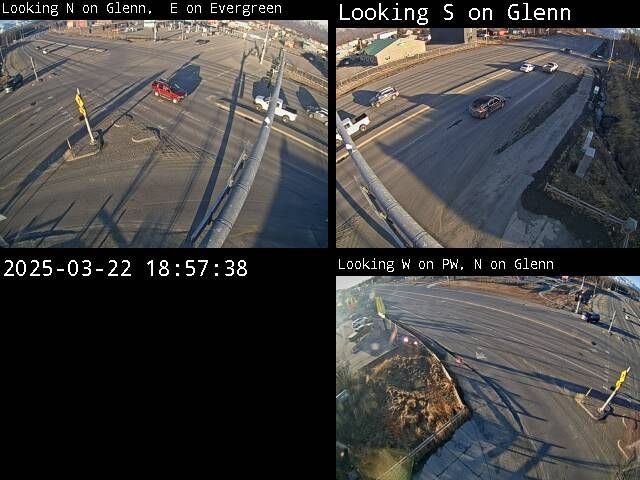 Looking N on Glenn,  E on Evergreen
Looking S on Glenn
2025-03-22 18:57:38
Looking W on PW, N on Glenn